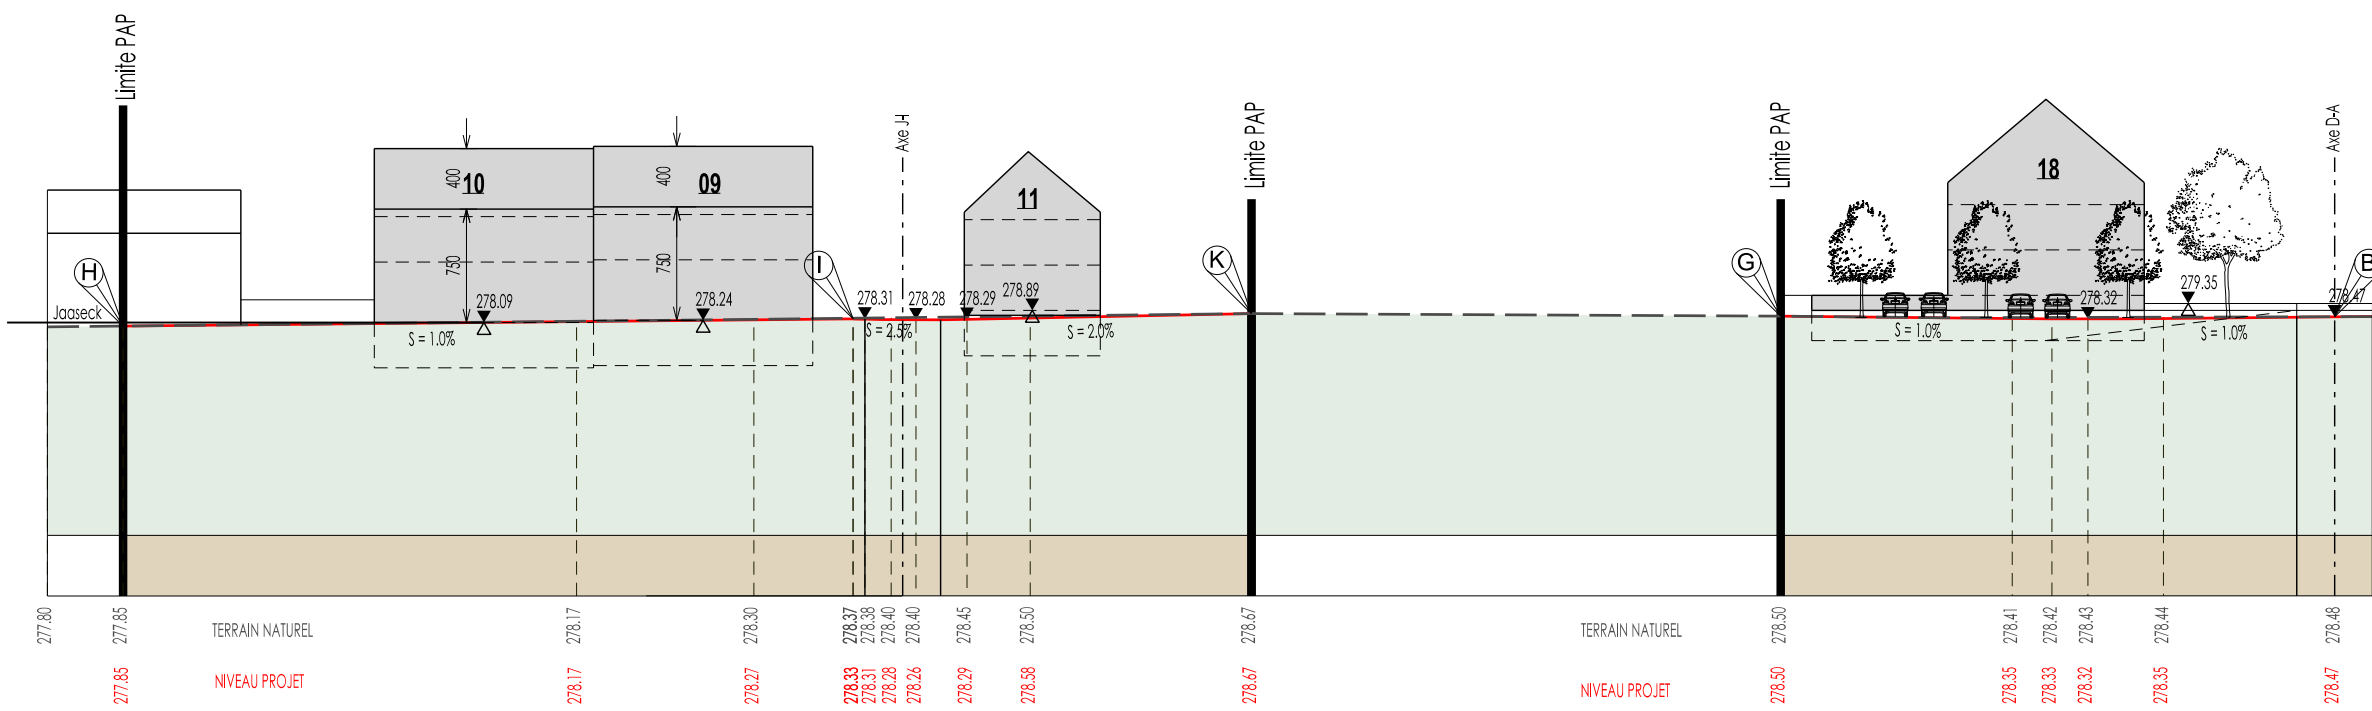 Limite PAP
Limite PAP
Limite PAP
Axe J-I
Axe D-A
400
10
400
09
11
18
750
750
H
I
K
G
B
Jaaseck
278.09
278.24
278.31
278.28
278.29
278.89
278.32
279.35
278.47
S = 1.0%
S = 2.5%
S = 2.0%
S = 1.0%
S = 1.0%
277.80
277.85
TERRAIN NATUREL
278.17
278.30
278.37
278.38
278.40
278.40
278.45
278.50
278.67
TERRAIN NATUREL
278.50
278.41
278.42
278.43
278.44
278.48
277.85
NIVEAU PROJET
278.17
278.27
278.33
278.31
278.28
278.26
278.29
278.58
278.67
NIVEAU PROJET
278.50
278.35
278.33
278.32
278.35
278.47